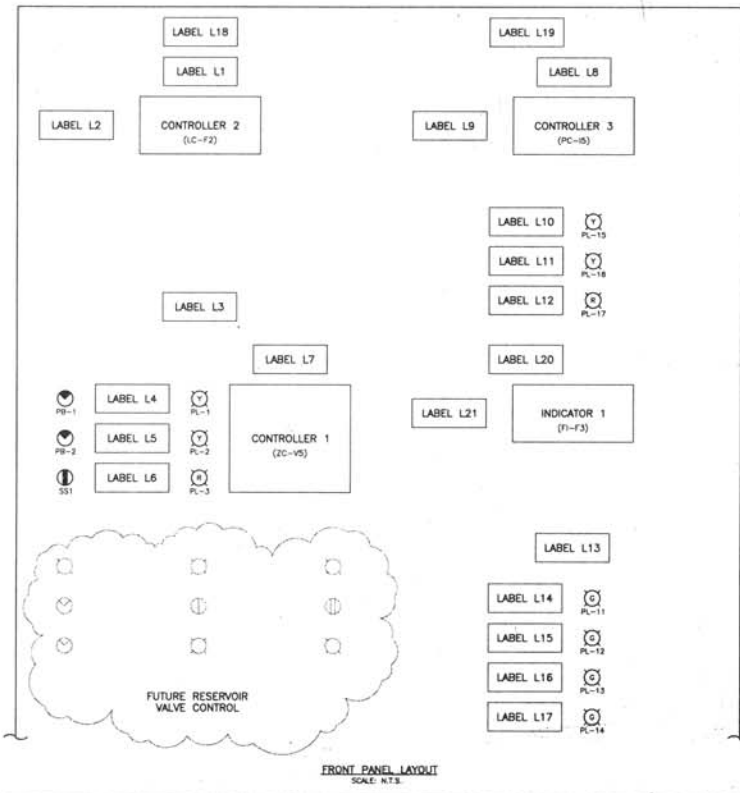 LABEL L18
LABEL L19
LABEL L1
LABEL L8
LABEL L2
CONTROLLER 2
(LC-F2)
LABEL L9
CONTROLLER 3
(PC-I5)
LABEL L10
Y
PL-15
LABEL L11
Y
PL-16
LABEL L12
R
PL-17
LABEL L3
LABEL L7
LABEL L20
PB-1
LABEL L4
Y
PL-1
PB-2
LABEL L5
Y
PL-2
SS1
LABEL L6
R
PL-3
CONTROLLER 1
(ZC-V5)
LABEL L21
INDICATOR 1
(FI-F3)
LABEL L13
LABEL L14
G
PL-11
LABEL L15
G
PL-12
LABEL L16
G
PL-13
LABEL L17
G
PL-14
FUTURE RESERVOIR
VALVE CONTROL
FRONT PANEL LAYOUT
SCALE: N.T.S.